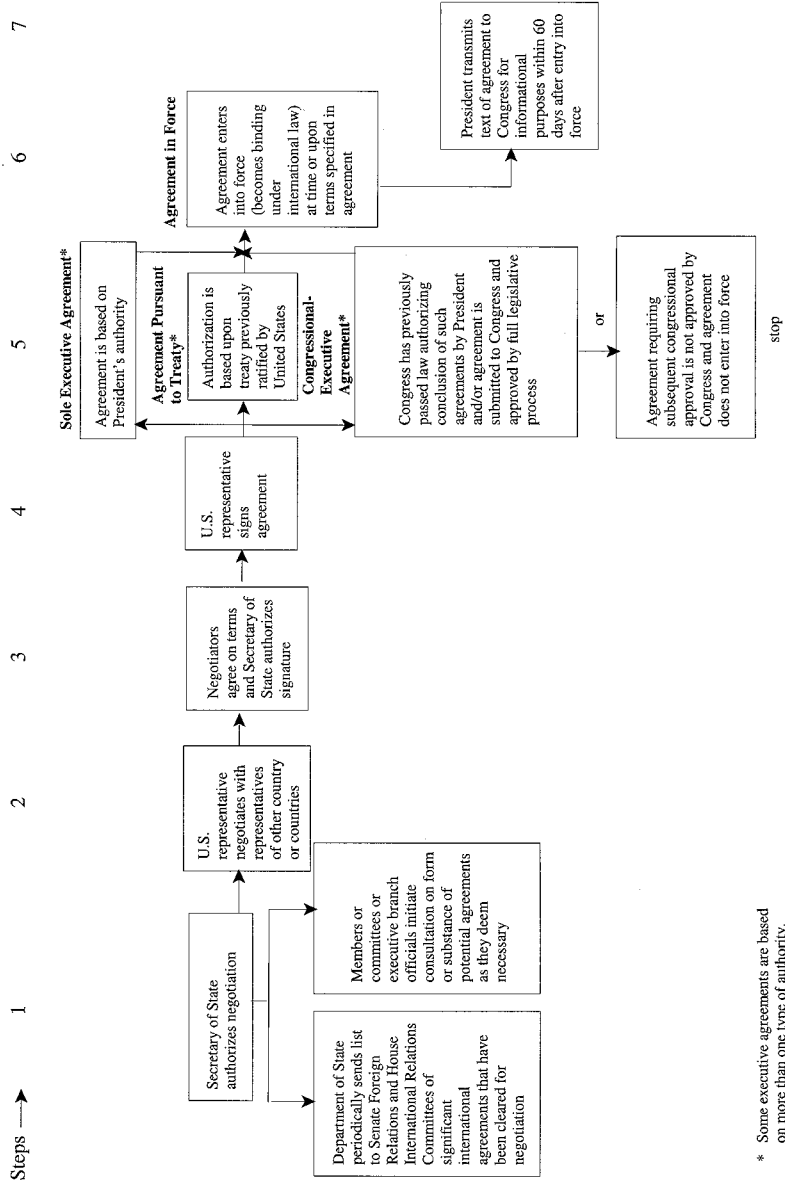 Steps
1
2
3
4
5
6
7
Secretary of State
authorizes negotiation
Department of State
periodically sends list
to Senate Foreign
Relations and House
International Relations
Committees of
significant
international
agreements that have
been cleared for
negotiation
Members or
committees or
executive branch
officials initiate
consultation on form
or substance of
potential agreements
as they deem
necessary
U.S.
representative
negotiates with
representatives
of other country
or countries
Negotiators
agree on terms
and Secretary of
State authorizes
signature
U.S.
representative
signs
agreement
Sole Executive Agreement*
Agreement is based on
President's authority
Agreement Pursuant
to Treaty*
Authorization is
based upon
treaty previously
ratified by
United States
Congressional-
Executive
Agreement*
Congress has previously
passed law authorizing
conclusion of such
agreements by President
and/or agreement is
submitted to Congress and
approved by full legislative
process
or
Agreement requiring
subsequent congressional
approval is not approved by
Congress and agreement
does not enter into force
stop
Agreement in Force
Agreement enters
into force
(becomes binding
under
international law)
at time or upon
terms specified in
agreement
President transmits
text of agreement to
Congress for
informational
purposes within 60
days after entry into
force
* Some executive agreements are based
on more than one type of authority.